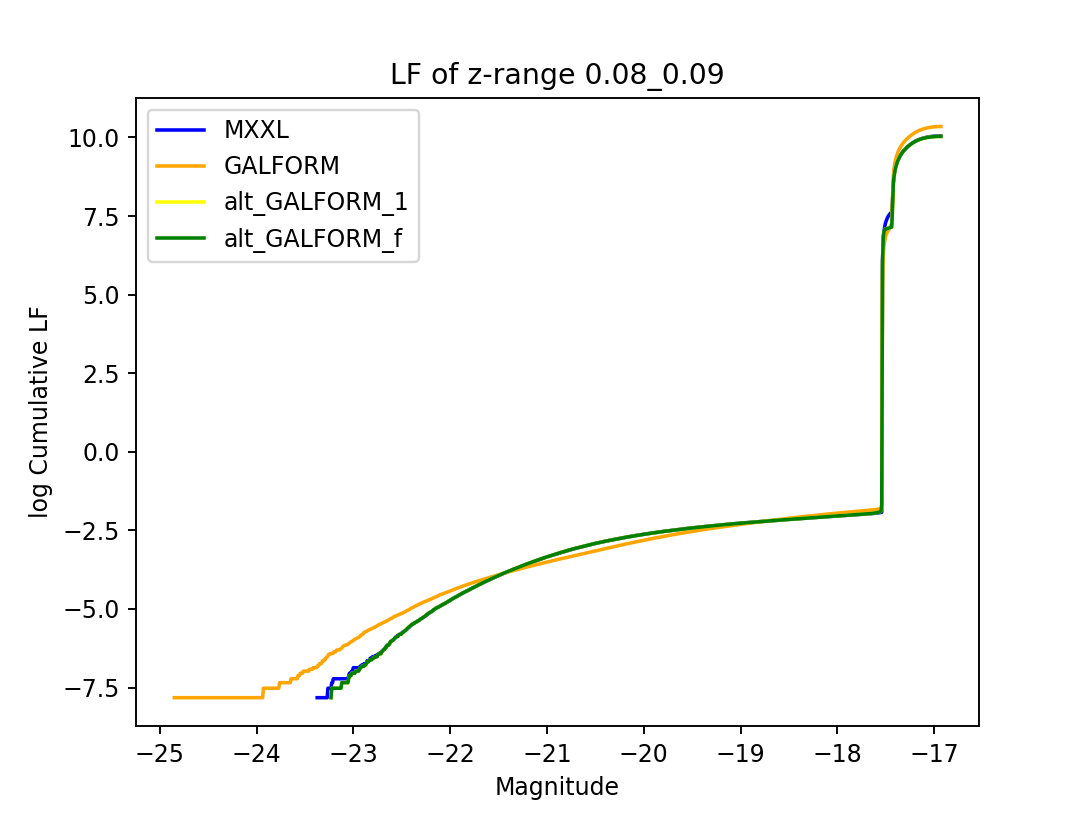 LF of z-range 0.08_0.09
MXXL
GALFORM
alt_GALFORM_1
alt_GALFORM_f
10.0
7.5
5.0
2.5
0.0
−2.5
−5.0
−7.5
log Cumulative LF
−25 −24 −23 −22 −21 −20 −19 −18 −17
Magnitude